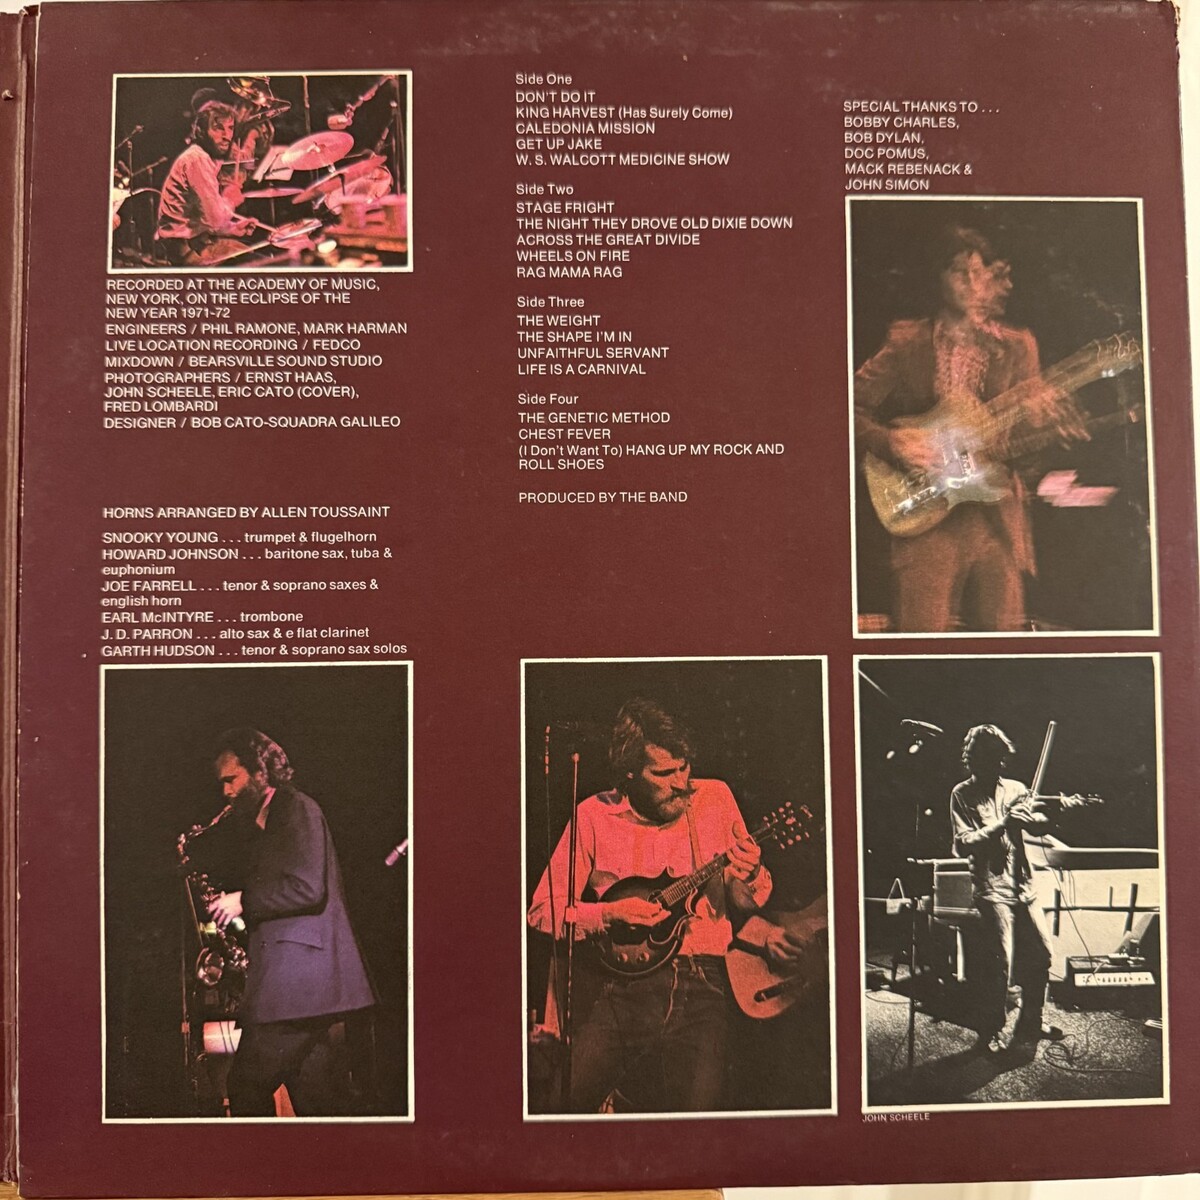 RECORDED AT THE ACADEMY OF MUSIC,
NEW YORK, ON THE ECLIPSE OF THE
NEW YEAR 1971-72
ENGINEERS / PHIL RAMONE, MARK HARMAN
LIVE LOCATION RECORDING / FEDCO
MIXDOWN / BEARSVILLE SOUND STUDIO
PHOTOGRAPHERS / ERNST HAAS,
JOHN SCHEELE, ERIC CATO (COVER),
FRED LOMBARDI
DESIGNER / BOB CATO-SQUADRA GALILEO
HORNS ARRANGED BY ALLEN TOUSSAINT
SNOOKY YOUNG . . . trumpet & flugelhorn
HOWARD JOHNSON . . . baritone sax, tuba &
euphonium
JOE FARRELL . . . tenor & soprano saxes &
english horn
EARL McINTYRE . . . trombone
J. D. PARRON . . . alto sax & e flat clarinet
GARTH HUDSON . . . tenor & soprano sax solos
Side One
DON'T DO IT
KING HARVEST (Has Surely Come)
CALEDONIA MISSION
GET UP JAKE
W. S. WALCOTT MEDICINE SHOW
Side Two
STAGE FRIGHT
THE NIGHT THEY DROVE OLD DIXIE DOWN
ACROSS THE GREAT DIVIDE
WHEELS ON FIRE
RAG MAMA RAG
Side Three
THE WEIGHT
THE SHAPE I'M IN
UNFAITHFUL SERVANT
LIFE IS A CARNIVAL
Side Four
THE GENETIC METHOD
CHEST FEVER
(I Don't Want To) HANG UP MY ROCK AND
ROLL SHOES
PRODUCED BY THE BAND
SPECIAL THANKS TO . . .
BOBBY CHARLES,
BOB DYLAN,
DOC POMUS,
MACK REBENACK &
JOHN SIMON
JOHN SCHEELE